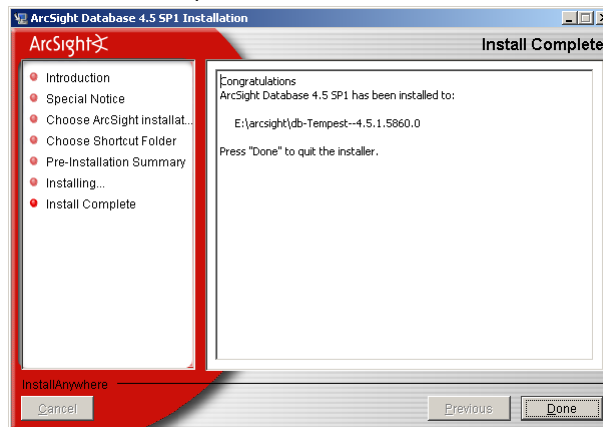 ArcSight Database 4.5 SP1 Installation
ArcSight
Install Complete
Introduction
Special Notice
Choose ArcSight installat...
Choose Shortcut Folder
Pre-Installation Summary
Installing...
Install Complete
Congratulations
ArcSight Database 4.5 SP1 has been installed to:
E:\arcsight\db-Tempest--4.5.1.5860.0
Press "Done" to quit the installer.
InstallAnywhere
Cancel
Previous
Done